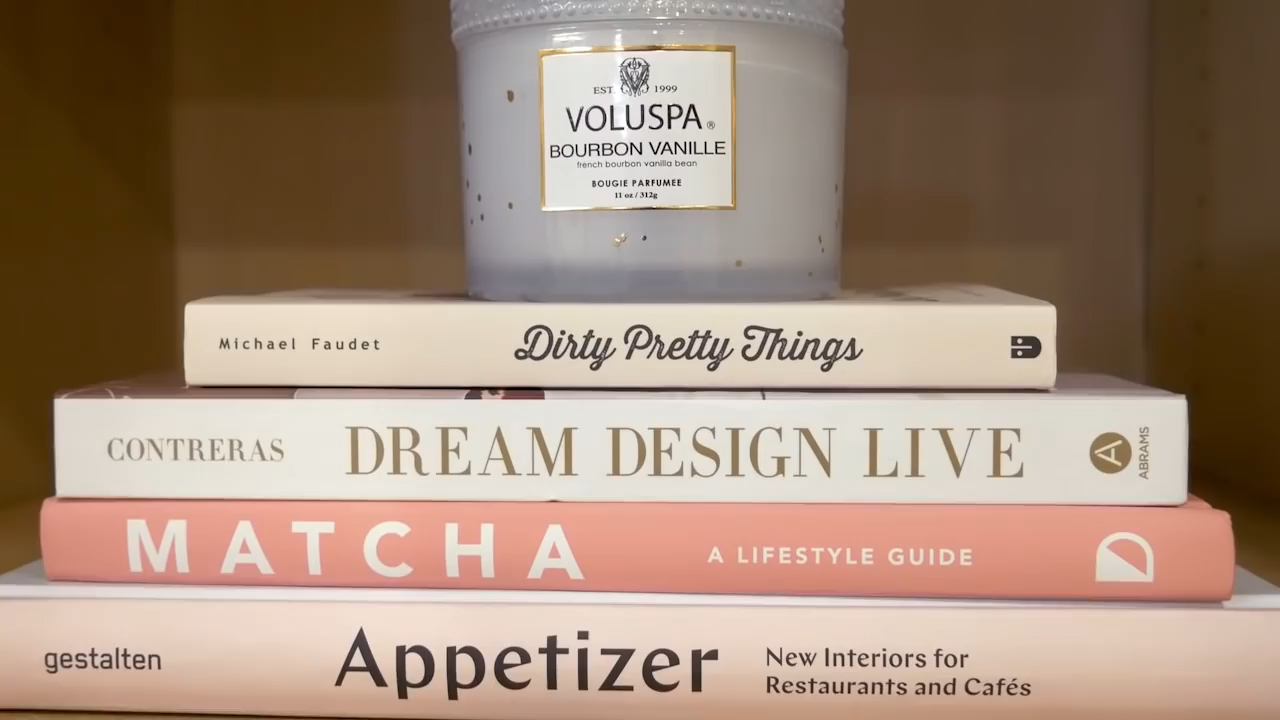 EST. 1999
VOLUSPA®
BOURBON VANILLE
french bourbon vanilla bean
BOUGIE PARFUMEE
11 oz / 312g
Michael Faudet Dirty Pretty Things
CONTRERAS DREAM DESIGN LIVE A ABRAMS
MATCHA A LIFESTYLE GUIDE
gestalten Appetizer New Interiors for
Restaurants and Cafés